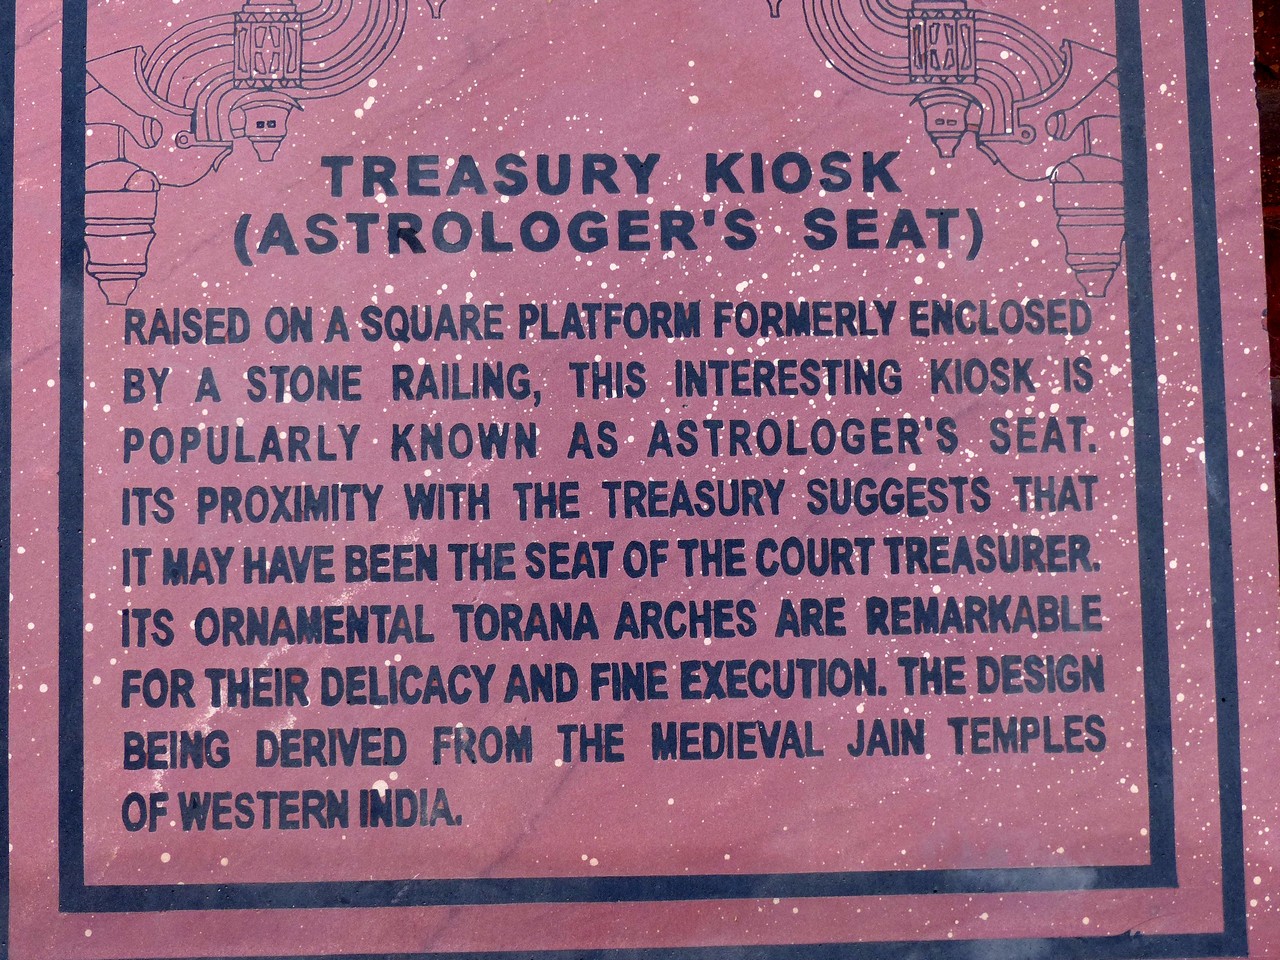 TREASURY KIOSK
(ASTROLOGER'S SEAT)
RAISED ON A SQUARE PLATFORM FORMERLY ENCLOSED
BY A STONE RAILING, THIS INTERESTING KIOSK IS
POPULARLY KNOWN AS ASTROLOGER'S SEAT.
ITS PROXIMITY WITH THE TREASURY SUGGESTS THAT
IT MAY HAVE BEEN THE SEAT OF THE COURT TREASURER.
ITS ORNAMENTAL TORANA ARCHES ARE REMARKABLE
FOR THEIR DELICACY AND FINE EXECUTION. THE DESIGN
BEING DERIVED FROM THE MEDIEVAL JAIN TEMPLES
OF WESTERN INDIA.